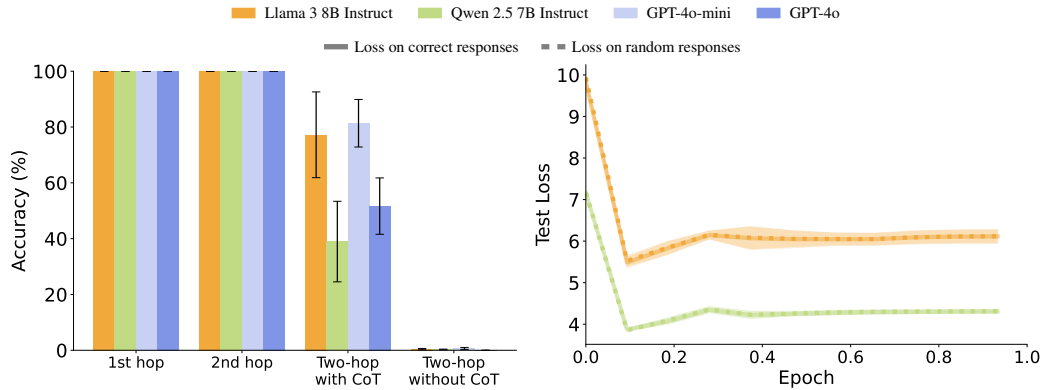 Llama 3 8B Instruct Qwen 2.5 7B Instruct GPT-4o-mini GPT-4o
Loss on correct responses Loss on random responses
Accuracy (%)
100
80
60
40
20
0
1st hop
2nd hop
Two-hop
with CoT
Two-hop
without CoT
Test Loss
10
9
8
7
6
5
4
0.0 0.2 0.4 0.6 0.8 1.0
Epoch